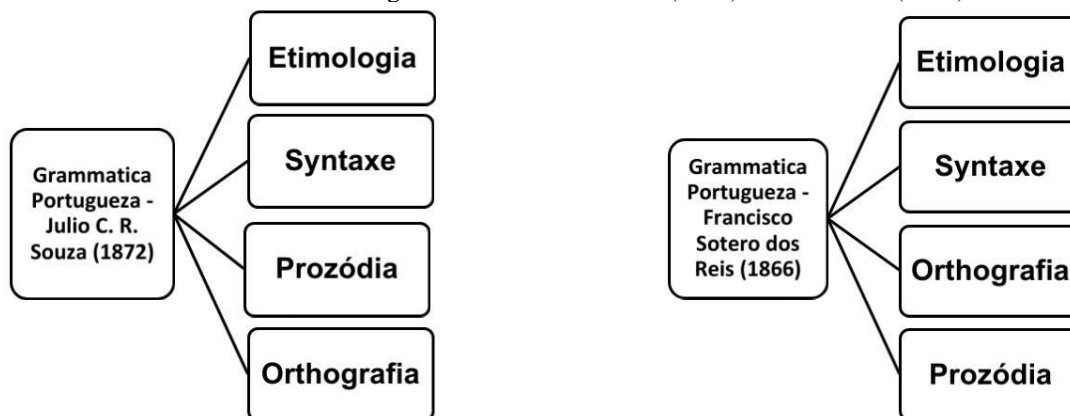 Grammatica
Portugueza -
Julio C. R.
Souza (1872)
Etimologia
Syntaxe
Prozódia
Orthografia
Grammatica
Portugueza -
Francisco
Sotero dos
Reis (1866)
Etimologia
Syntaxe
Orthografia
Prozódia